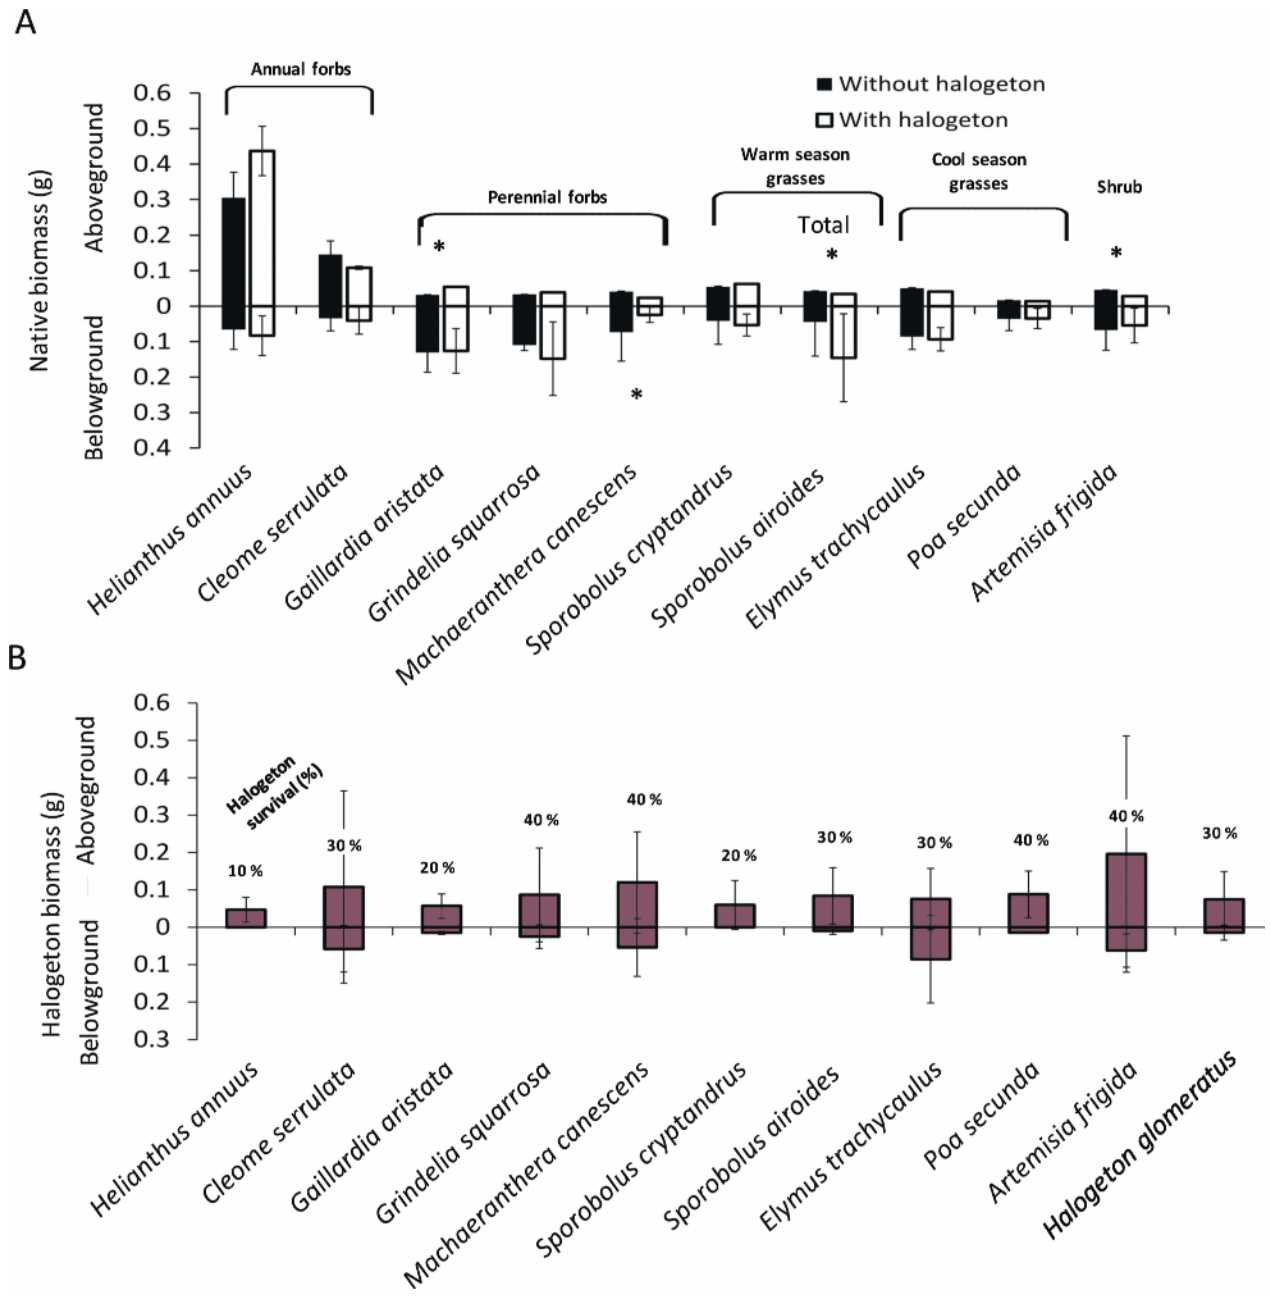 A
Annual forbs
Without halogeton
With halogeton
Warm season
grasses
Cool season
grasses
Shrub
Perennial forbs
Total
*
*
*
*
Native biomass (g)
Aboveground
Belowground
0.6
0.5
0.4
0.3
0.2
0.1
0
0.1
0.2
0.3
0.4
Helianthus annuus
Cleome serrulata
Gaillardia aristata
Grindelia squarrosa
Machaeranthera canescens
Sporobolus cryptandrus
Sporobolus airoides
Elymus trachycaulus
Poa secunda
Artemisia frigida
B
Halogeton biomass (g)
Aboveground
Belowground
0.6
0.5
0.4
0.3
0.2
0.1
0
0.1
0.2
0.3
Halogeton
survival (%)
10 %
30 %
20 %
40 %
40 %
20 %
30 %
30 %
40 %
40 %
30 %
Helianthus annuus
Cleome serrulata
Gaillardia aristata
Grindelia squarrosa
Machaeranthera canescens
Sporobolus cryptandrus
Sporobolus airoides
Elymus trachycaulus
Poa secunda
Artemisia frigida
Halogeton glomeratus